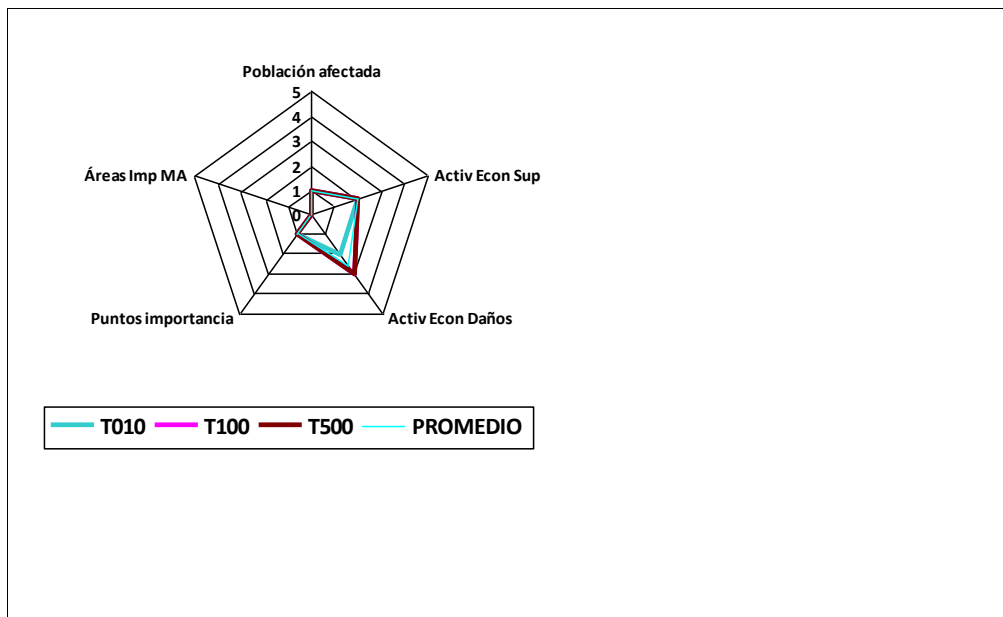 Población afectada
5
4
3
2
1
0
Áreas Imp MA
Activ Econ Sup
Puntos importancia
Activ Econ Daños
T010 T100 T500 PROMEDIO